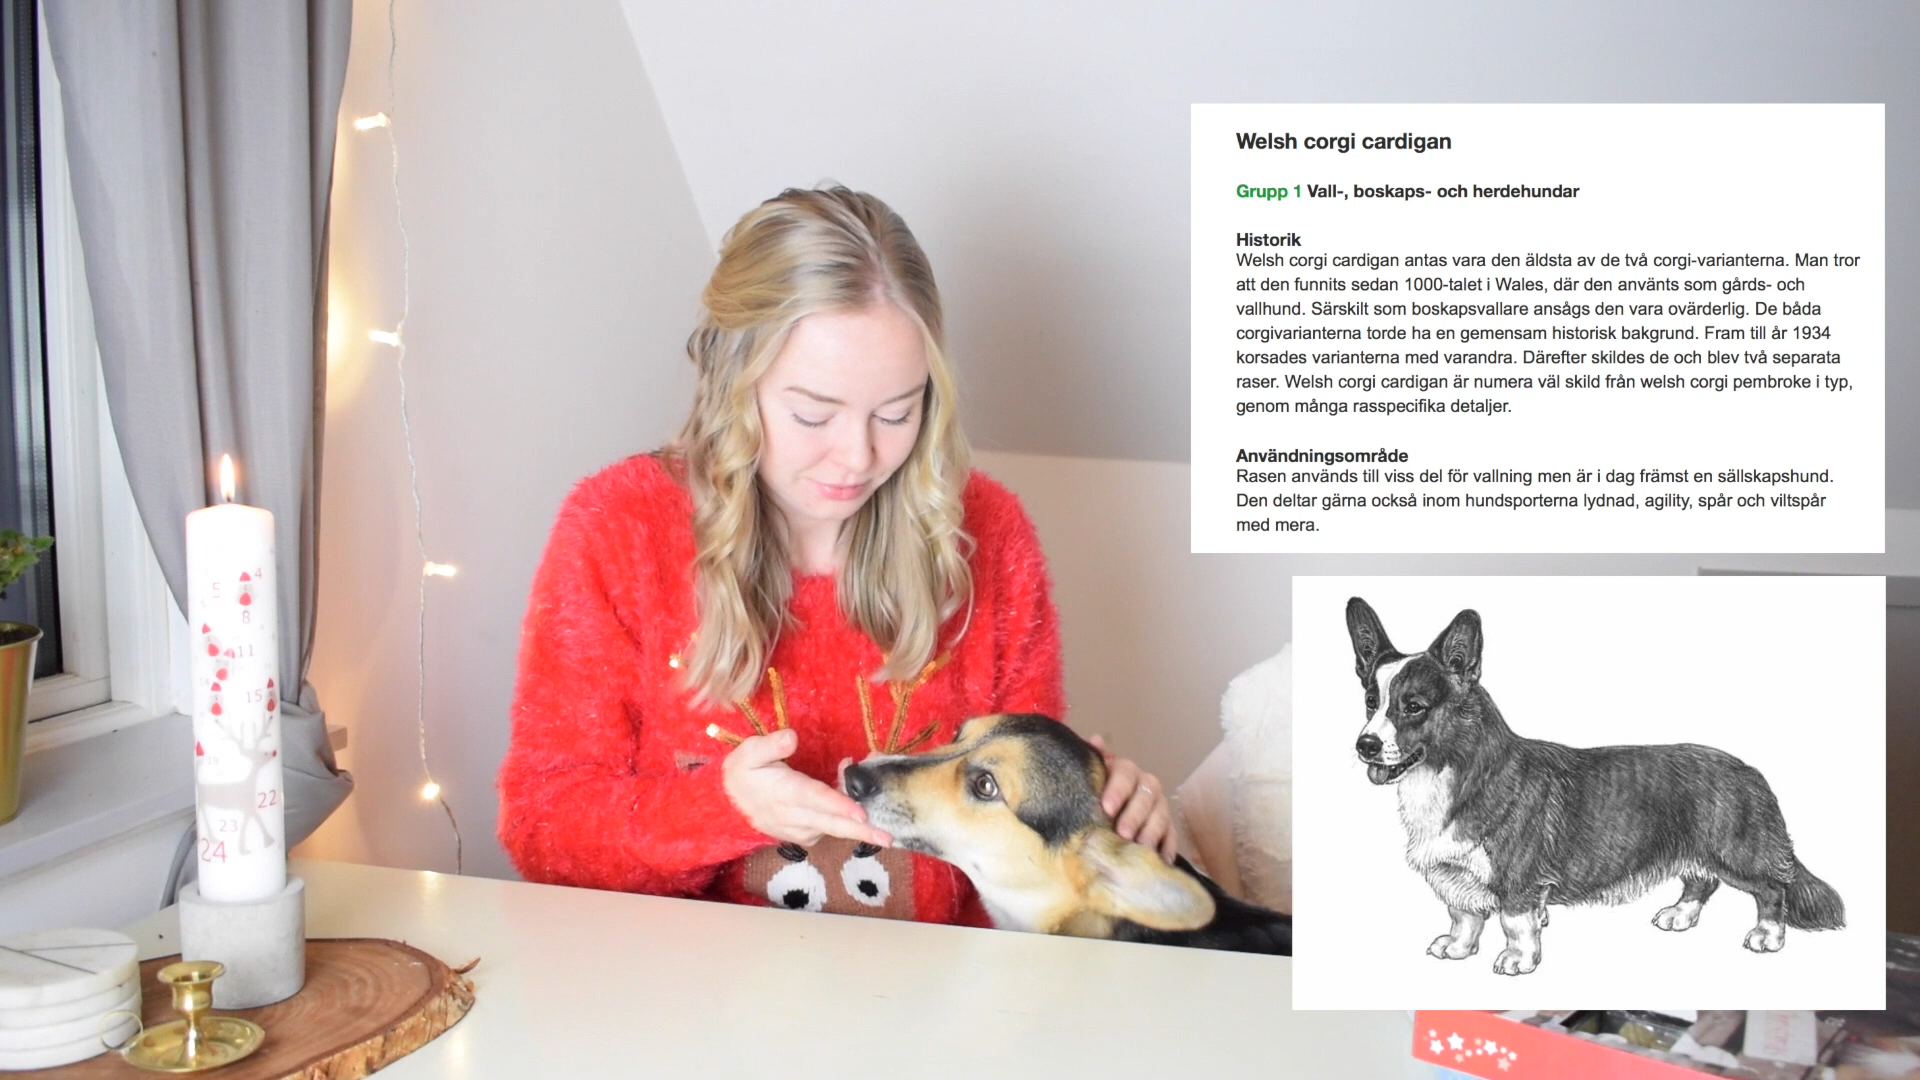 Welsh corgi cardigan
Grupp 1 Vall-, boskaps- och herdehundar
Historik
Welsh corgi cardigan antas vara den äldsta av de två corgi-varianterna. Man tror
att den funnits sedan 1000-talet i Wales, där den använts som gårds- och
vallhund. Särskilt som boskapsvallare ansågs den vara ovärderlig. De båda
corgivarianterna torde ha en gemensam historisk bakgrund. Fram till år 1934
korsades varianterna med varandra. Därefter skildes de och blev två separata
raser. Welsh corgi cardigan är numera väl skild från welsh corgi pembroke i typ,
genom många rasspecifika detaljer.
Användningsområde
Rasen används till viss del för vallning men är i dag främst en sällskapshund.
Den deltar gärna också inom hundsporterna lydnad, agility, spår och viltspår
med mera.
4
5
8
11
15
22
23
24